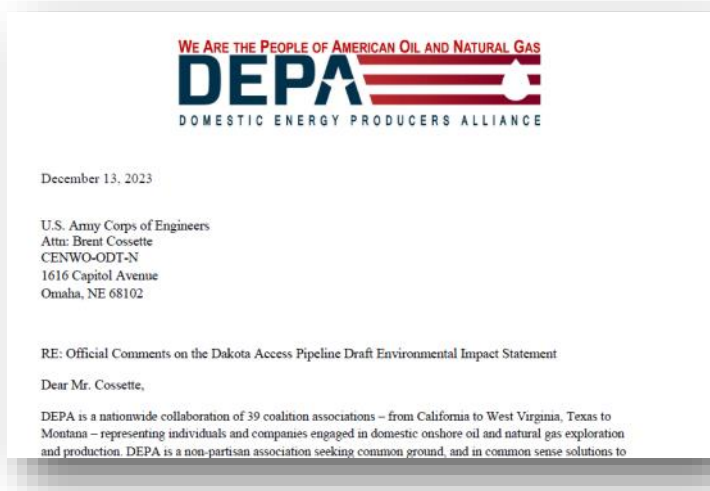 WE ARE THE PEOPLE OF AMERICAN OIL AND NATURAL GAS
DEPA
DOMESTIC ENERGY PRODUCERS ALLIANCE
December 13, 2023
U.S. Army Corps of Engineers
Attn: Brent Cossette
CENWO-ODT-N
1616 Capitol Avenue
Omaha, NE 68102
RE: Official Comments on the Dakota Access Pipeline Draft Environmental Impact Statement
Dear Mr. Cossette,
DEPA is a nationwide collaboration of 39 coalition associations – from California to West Virginia, Texas to
Montana – representing individuals and companies engaged in domestic onshore oil and natural gas exploration
and production. DEPA is a non-partisan association seeking common ground, and in common sense solutions to